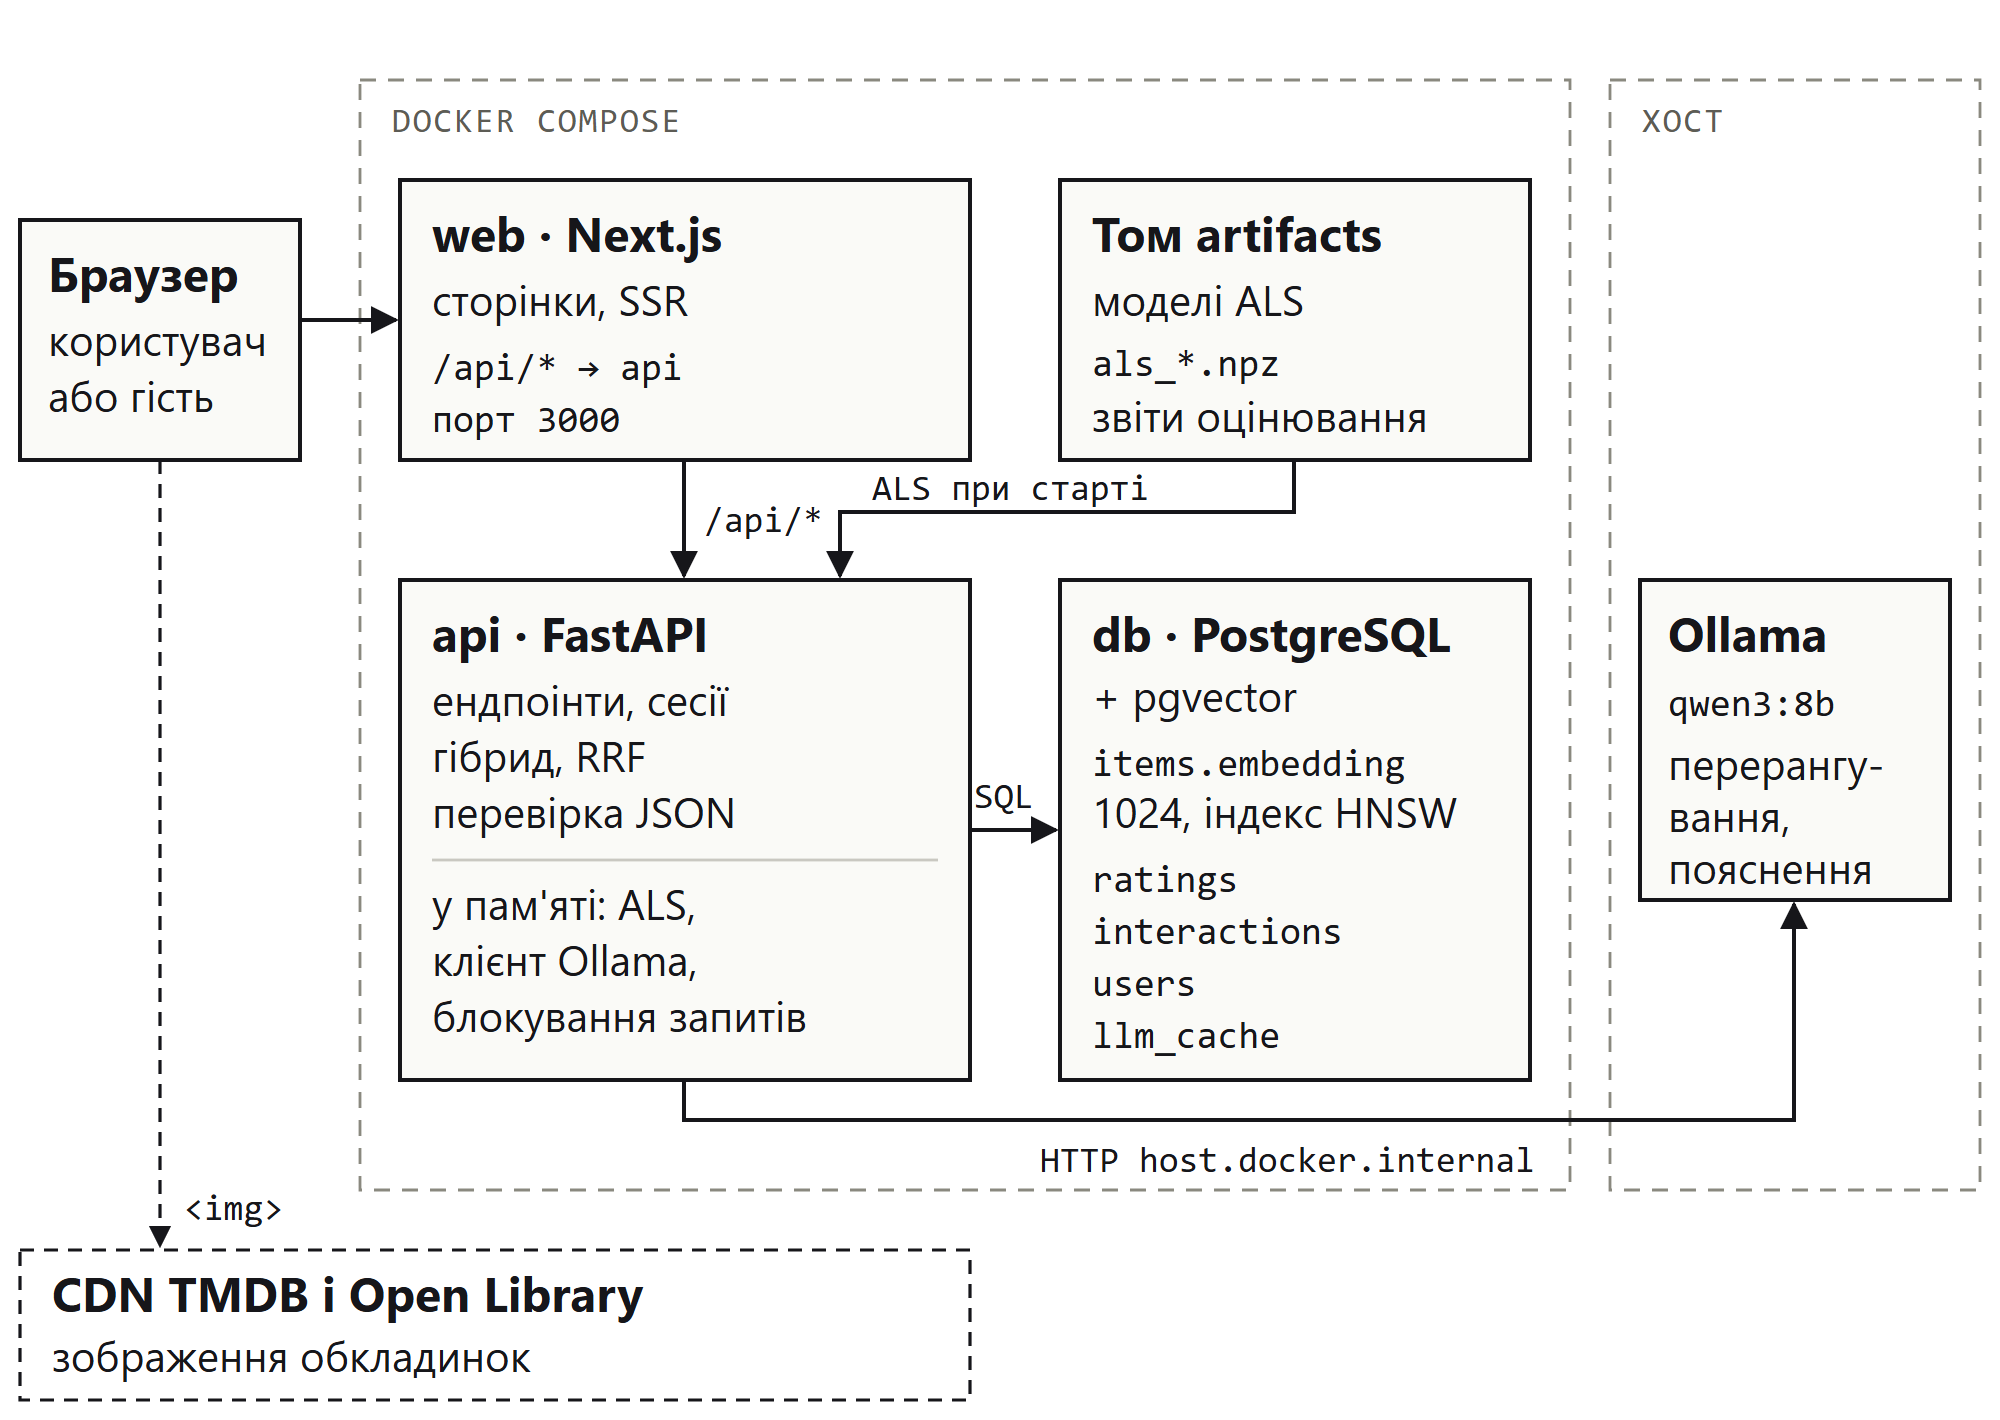 DOCKER COMPOSE
ХОСТ
Браузер
користувач
або гість
web · Next.js
сторінки, SSR
/api/* → api
порт 3000
Том artifacts
моделі ALS
als_*.npz
звіти оцінювання
ALS при старті
/api/*
api · FastAPI
ендпоінти, сесії
гібрид, RRF
перевірка JSON
у пам'яті: ALS,
клієнт Ollama,
блокування запитів
SQL
db · PostgreSQL
+ pgvector
items.embedding
1024, індекс HNSW
ratings
interactions
users
llm_cache
Ollama
qwen3:8b
перерангу-
вання,
пояснення
HTTP host.docker.internal
<img>
CDN TMDB і Open Library
зображення обкладинок